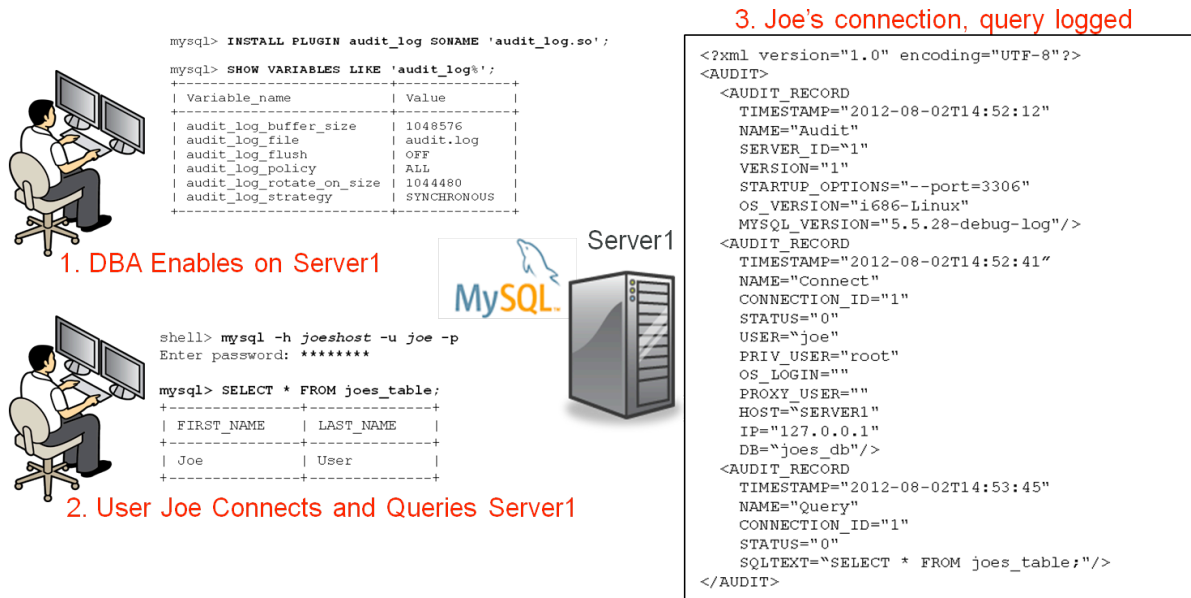 mysql> INSTALL PLUGIN audit_log SONAME 'audit_log.so';
mysql> SHOW VARIABLES LIKE 'audit_log%';
+--------------------------+--------------+
| Variable_name | Value |
+--------------------------+--------------+
| audit_log_buffer_size | 1048576 |
| audit_log_file | audit.log |
| audit_log_flush | OFF |
| audit_log_policy | ALL |
| audit_log_rotate_on_size | 1044480 |
| audit_log_strategy | SYNCHRONOUS |
+--------------------------+--------------+
1. DBA Enables on Server1
MySQL™
Server1
shell> mysql -h joeshost -u joe -p
Enter password: ********
mysql> SELECT * FROM joes_table;
+---------------+--------------+
| FIRST_NAME | LAST_NAME |
+---------------+--------------+
| Joe | User |
+---------------+--------------+
2. User Joe Connects and Queries Server1
3. Joe's connection, query logged
<?xml version="1.0" encoding="UTF-8"?>
<AUDIT>
<AUDIT_RECORD
TIMESTAMP="2012-08-02T14:52:12"
NAME="Audit"
SERVER_ID=“1"
VERSION="1"
STARTUP_OPTIONS="--port=3306"
OS_VERSION="i686-Linux"
MYSQL_VERSION="5.5.28-debug-log"/>
<AUDIT_RECORD
TIMESTAMP="2012-08-02T14:52:41”
NAME="Connect"
CONNECTION_ID="1"
STATUS="0"
USER=“joe"
PRIV_USER="root"
OS_LOGIN=""
PROXY_USER=""
HOST=“SERVER1"
IP="127.0.0.1"
DB=“joes_db"/>
<AUDIT_RECORD
TIMESTAMP="2012-08-02T14:53:45"
NAME="Query"
CONNECTION_ID="1"
STATUS="0"
SQLTEXT=“SELECT * FROM joes_table;"/>
</AUDIT>